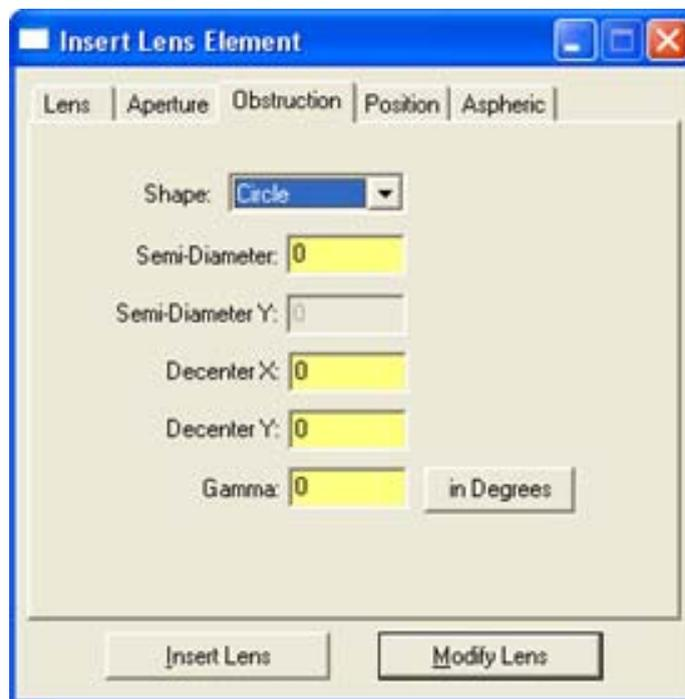 Insert Lens Element
Lens Aperture Obstruction Position Aspheric
Shape: Circle
Semi-Diameter: 0
Semi-Diameter Y: 0
Decenter X: 0
Decenter Y: 0
Gamma: 0 in Degrees
Insert Lens Modify Lens